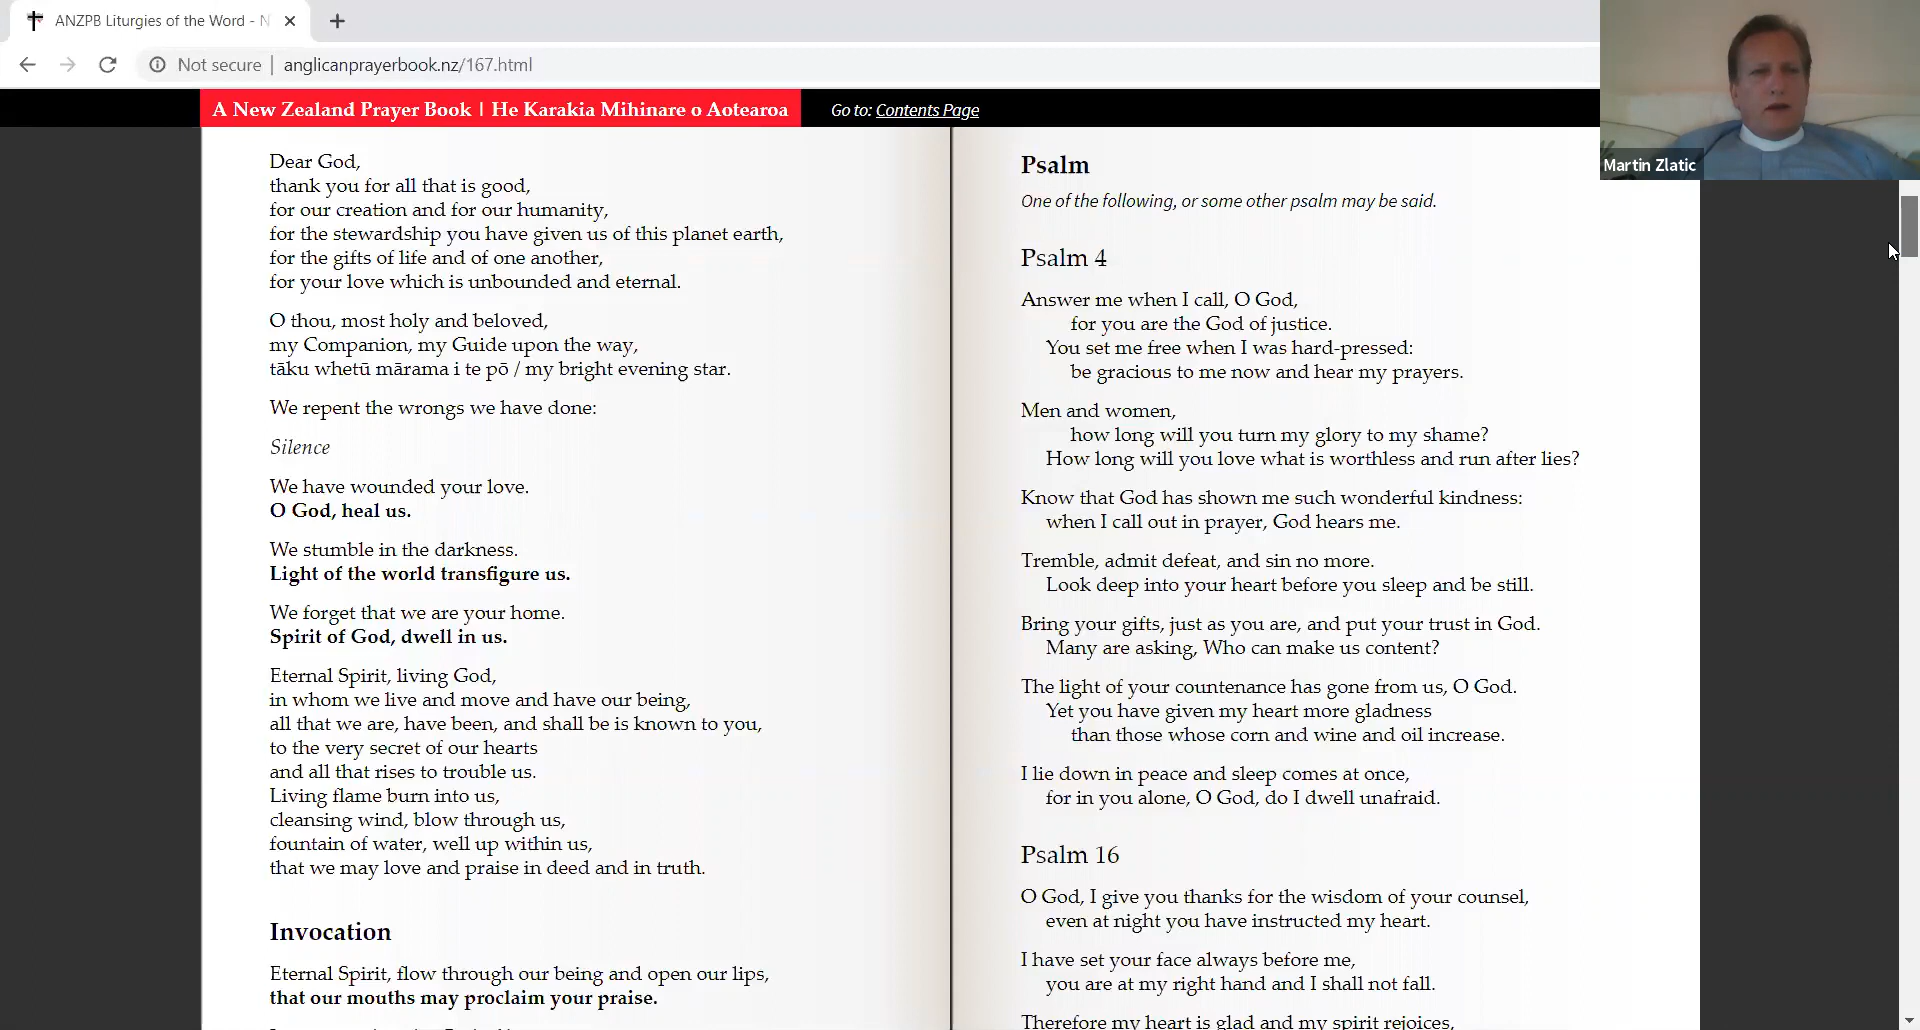 ANZPB Liturgies of the Word - N
Not secure | anglicanprayerbook.nz/167.html
A New Zealand Prayer Book | He Karakia Mihinare o Aotearoa
Go to: Contents Page
Martin Zlatic
Dear God,
thank you for all that is good,
for our creation and for our humanity,
for the stewardship you have given us of this planet earth,
for the gifts of life and of one another,
for your love which is unbounded and eternal.
O thou, most holy and beloved,
my Companion, my Guide upon the way,
tāku whetū mārama i te pō / my bright evening star.
We repent the wrongs we have done:
Silence
We have wounded your love.
O God, heal us.
We stumble in the darkness.
Light of the world transfigure us.
We forget that we are your home.
Spirit of God, dwell in us.
Eternal Spirit, living God,
in whom we live and move and have our being,
all that we are, have been, and shall be is known to you,
to the very secret of our hearts
and all that rises to trouble us.
Living flame burn into us,
cleansing wind, blow through us,
fountain of water, well up within us,
that we may love and praise in deed and in truth.
Invocation
Eternal Spirit, flow through our being and open our lips,
that our mouths may proclaim your praise.
Psalm
One of the following, or some other psalm may be said.
Psalm 4
Answer me when I call, O God,
for you are the God of justice.
You set me free when I was hard-pressed:
be gracious to me now and hear my prayers.
Men and women,
how long will you turn my glory to my shame?
How long will you love what is worthless and run after lies?
Know that God has shown me such wonderful kindness:
when I call out in prayer, God hears me.
Tremble, admit defeat, and sin no more.
Look deep into your heart before you sleep and be still.
Bring your gifts, just as you are, and put your trust in God.
Many are asking, Who can make us content?
The light of your countenance has gone from us, O God.
Yet you have given my heart more gladness
than those whose corn and wine and oil increase.
I lie down in peace and sleep comes at once,
for in you alone, O God, do I dwell unafraid.
Psalm 16
O God, I give you thanks for the wisdom of your counsel,
even at night you have instructed my heart.
I have set your face always before me,
you are at my right hand and I shall not fall.
Therefore my heart is glad and my spirit rejoices,